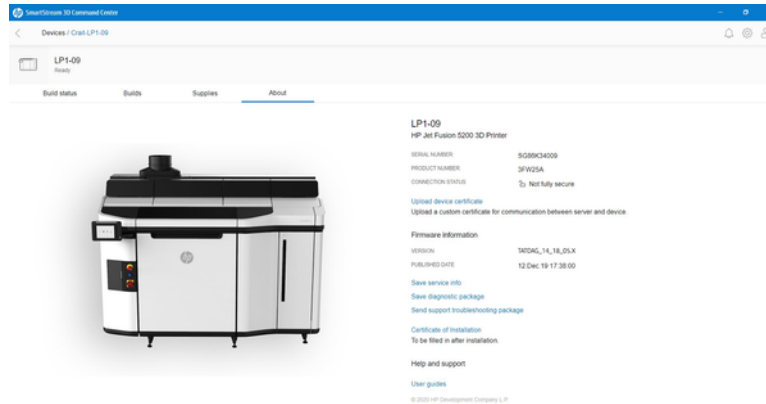 SmartStream 3D Command Center
Devices / Crait-LP1-09
LP1-09
Ready
Build status Builds Supplies About
LP1-09
HP Jet Fusion 5200 3D Printer
SERIAL NUMBER SG88K34009
PRODUCT NUMBER 3FW25A
CONNECTION STATUS Not fully secure
Upload device certificate
Upload a custom certificate for communication between server and device.
Firmware information
VERSION TATDAG_14_18_05.X
PUBLISHED DATE 12 Dec 19 17:38:00
Save service info
Save diagnostic package
Send support troubleshooting package
Certificate of Installation
To be filled in after installation.
Help and support
User guides
© 2020 HP Development Company L.P.